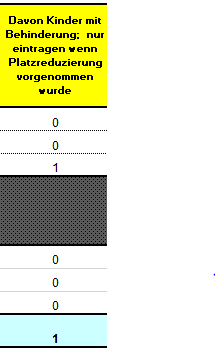 Davon Kinder mit
Behinderung; nur
eintragen wenn
Platzreduzierung
vorgenommen
wurde
0
0
1
0
0
0
1